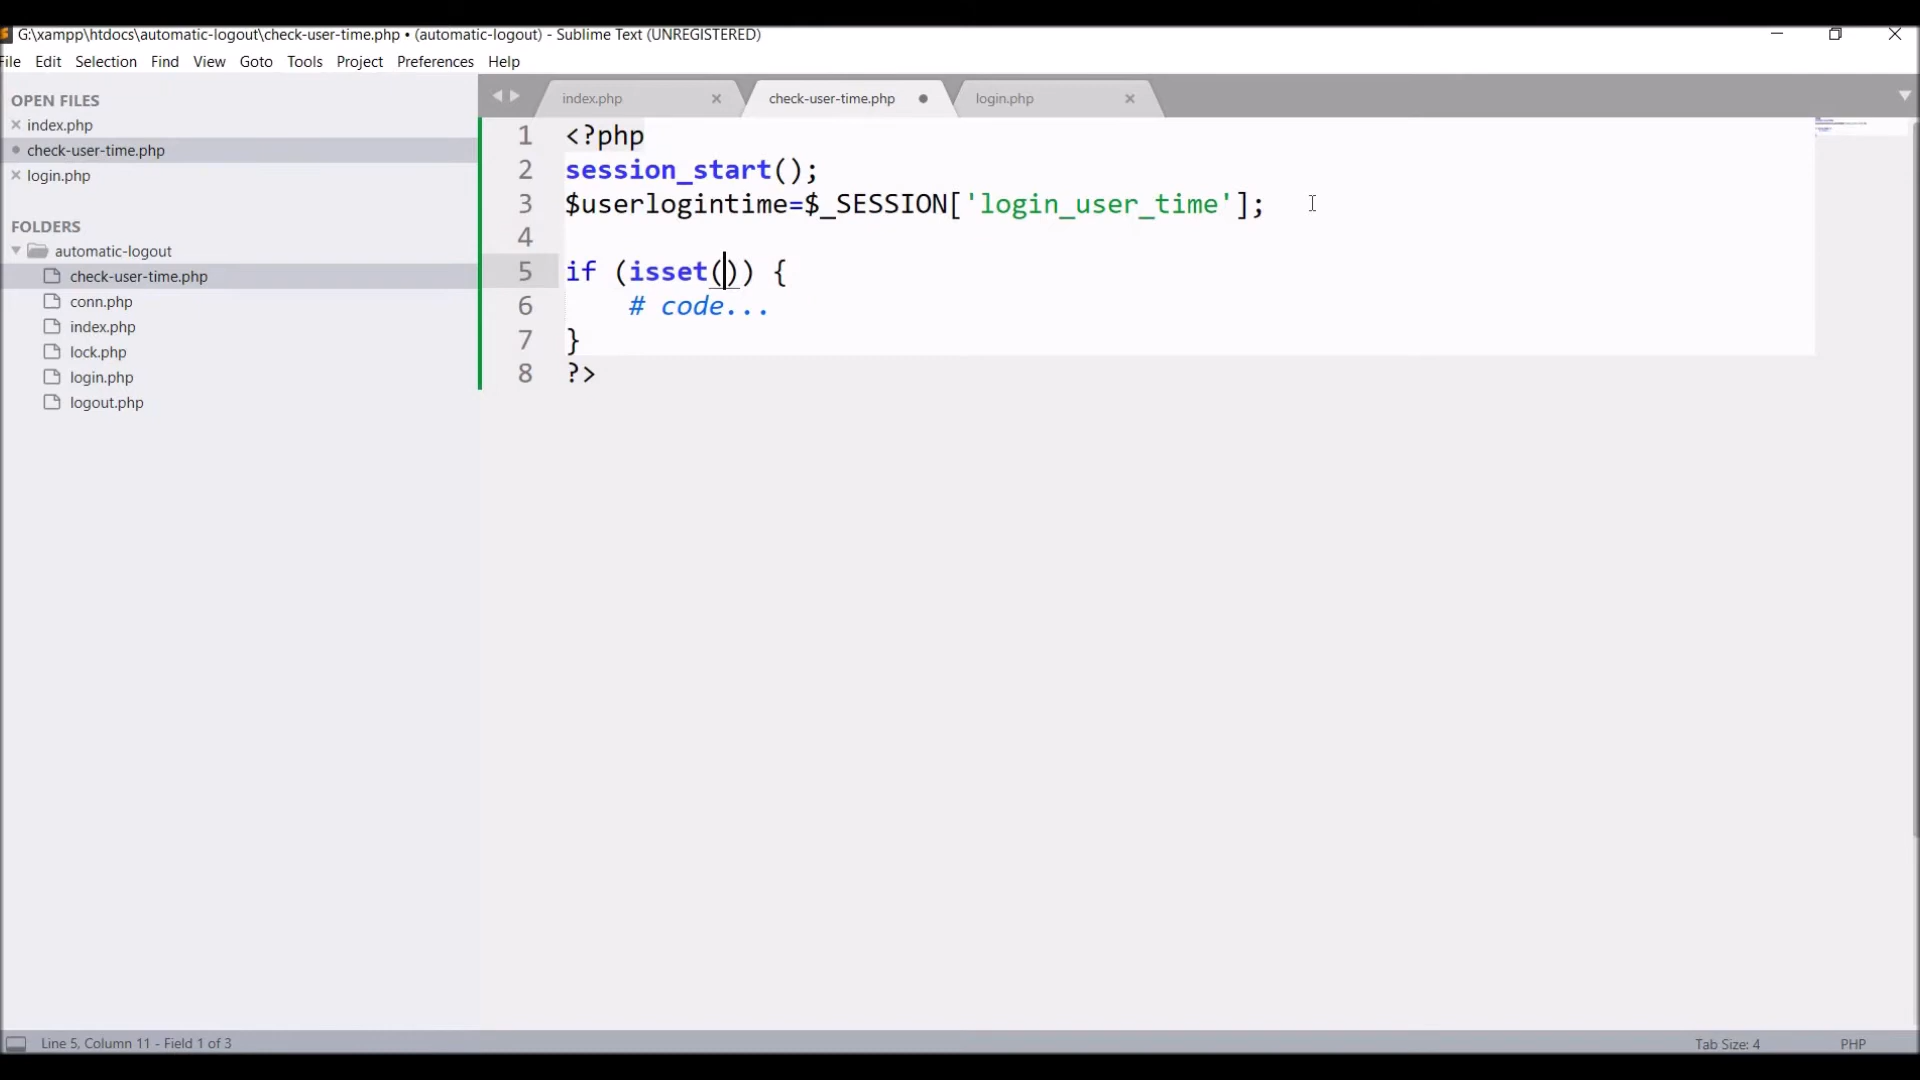 G:\xampp\htdocs\automatic-logout\check-user-time.php • (automatic-logout) - Sublime Text (UNREGISTERED)
File Edit Selection Find View Goto Tools Project Preferences Help
OPEN FILES
index.php
check-user-time.php
login.php
FOLDERS
automatic-logout
check-user-time.php
conn.php
index.php
lock.php
login.php
logout.php
index.php check-user-time.php login.php
1 <?php
2 session_start();
3 $userlogintime=$_SESSION['login_user_time'];
4
5 if (isset()) {
6 # code...
7 }
8 ?>
Line 5, Column 11 - Field 1 of 3 Tab Size: 4 PHP